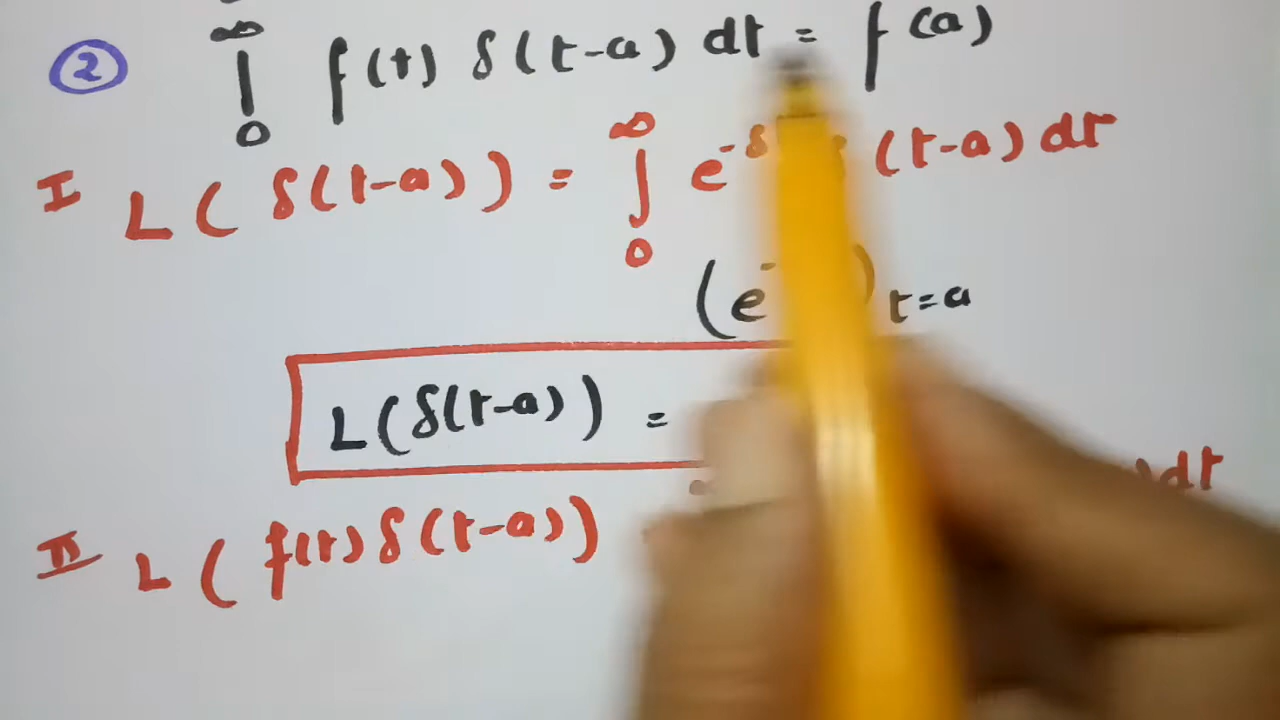 ② ∫₀^∞ f(t) δ(t-a) dt = f(a)
I L(δ(t-a)) = ∫₀^∞ e^-s (t-a) dt
(e^- ) t=a
L(δ(t-a)) =
II L(f(t)δ(t-a)) dt